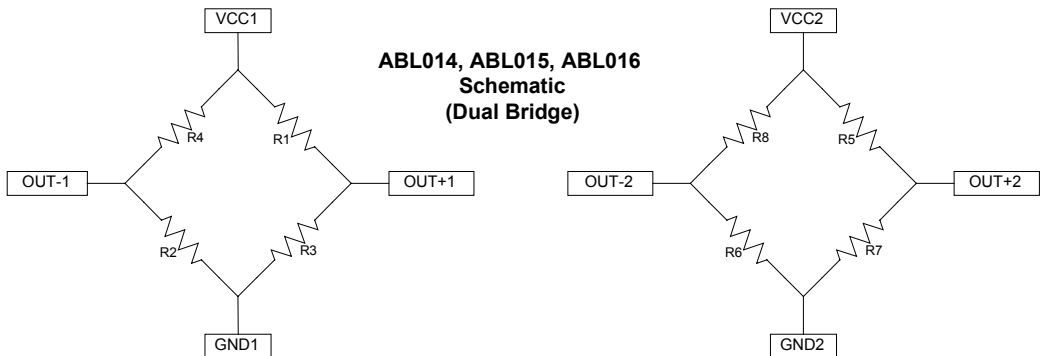 VCC1
VCC2
ABL014, ABL015, ABL016
Schematic
(Dual Bridge)
R4
R1
R8
R5
OUT-1
OUT+1
OUT-2
OUT+2
R2
R3
R6
R7
GND1
GND2